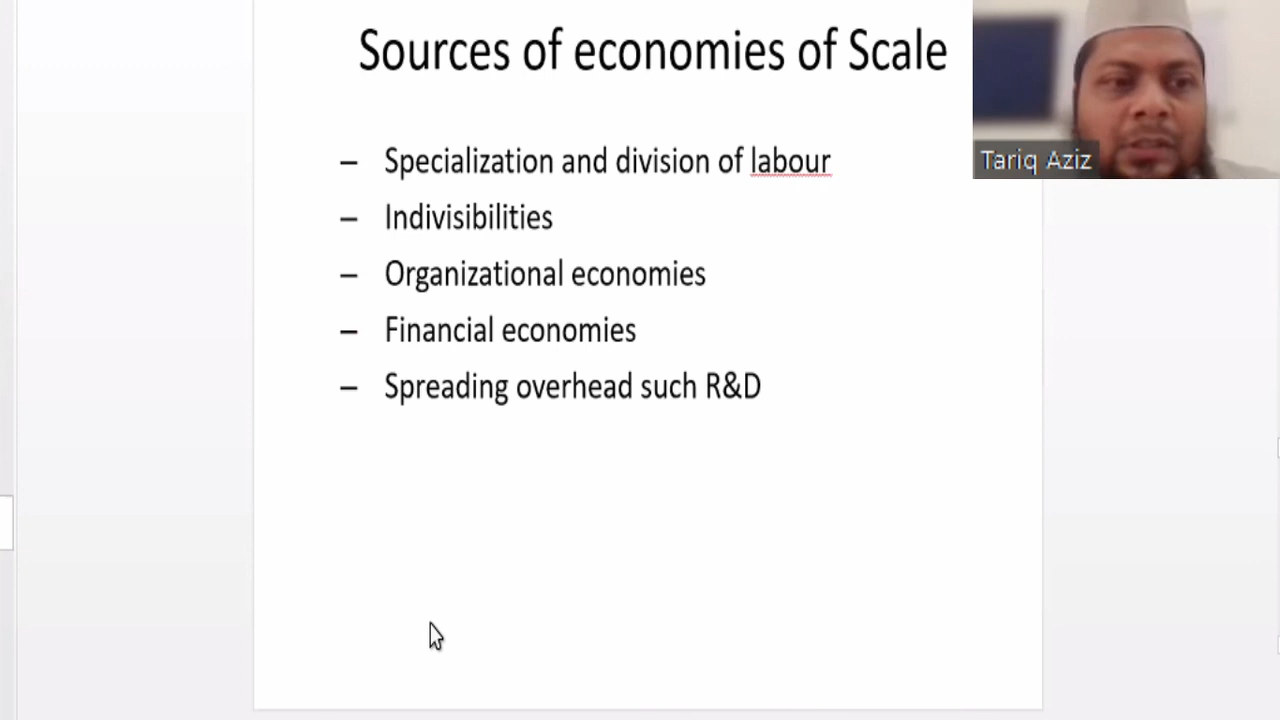 Sources of economies of Scale
– Specialization and division of labour
– Indivisibilities
– Organizational economies
– Financial economies
– Spreading overhead such R&D
Tariq Aziz